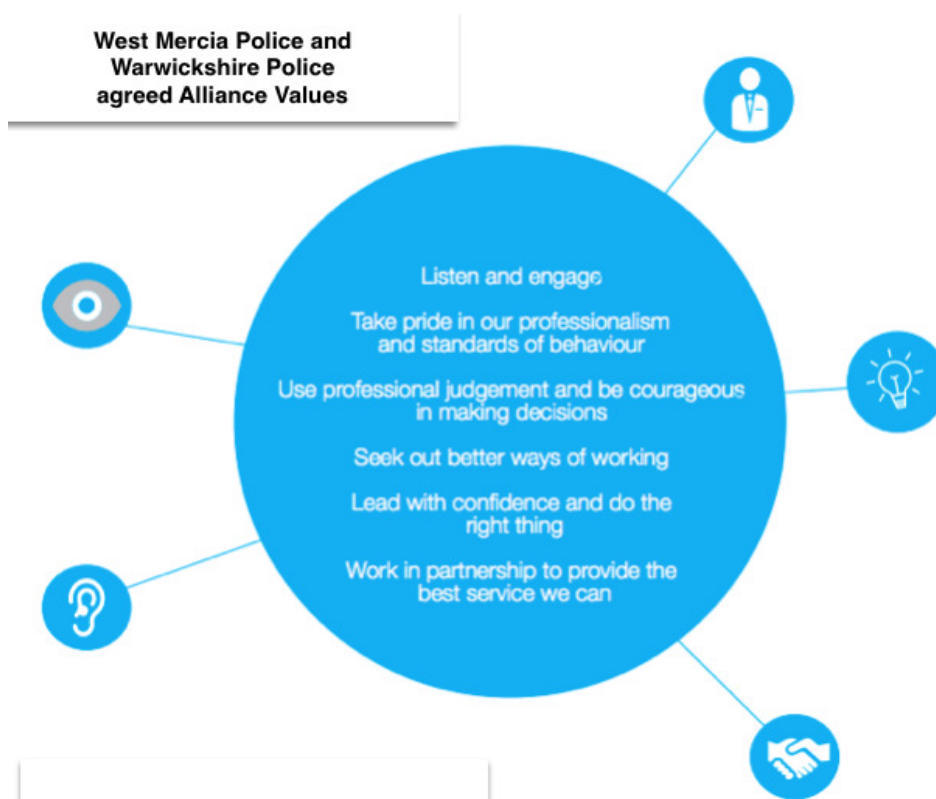 West Mercia Police and
Warwickshire Police
agreed Alliance Values
Listen and engage
Take pride in our professionalism
and standards of behaviour
Use professional judgement and be courageous
in making decisions
Seek out better ways of working
Lead with confidence and do the
right thing
Work in partnership to provide the
best service we can